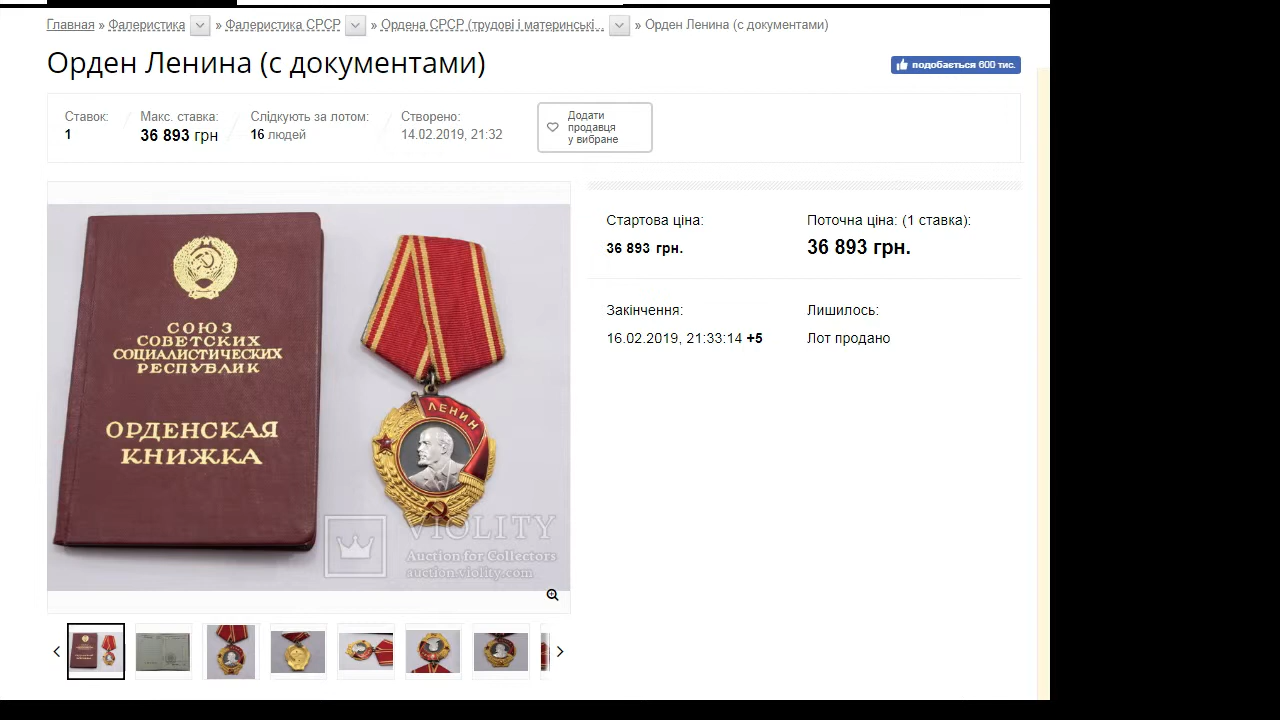 Главная » Фалеристика » Фалеристика СРСР » Ордена СРСР (трудові і материнські... » Орден Ленина (с документами)
Орден Ленина (с документами)
подобається 600 тис.
Ставок:
1
Макс. ставка:
36 893 грн
Слідкують за лотом:
16 людей
Створено:
14.02.2019, 21:32
Додати
продавця
у вибране
СОЮЗ
СОВЕТСКИХ
СОЦИАЛИСТИЧЕСКИХ
РЕСПУБЛИК
ОРДЕНСКАЯ
КНИЖКА
ЛЕНИН
VIOLITY
Auction for Collectors
auction.violity.com
Стартова ціна:
36 893 грн.
Поточна ціна: (1 ставка):
36 893 грн.
Закінчення:
16.02.2019, 21:33:14 +5
Лишилось:
Лот продано